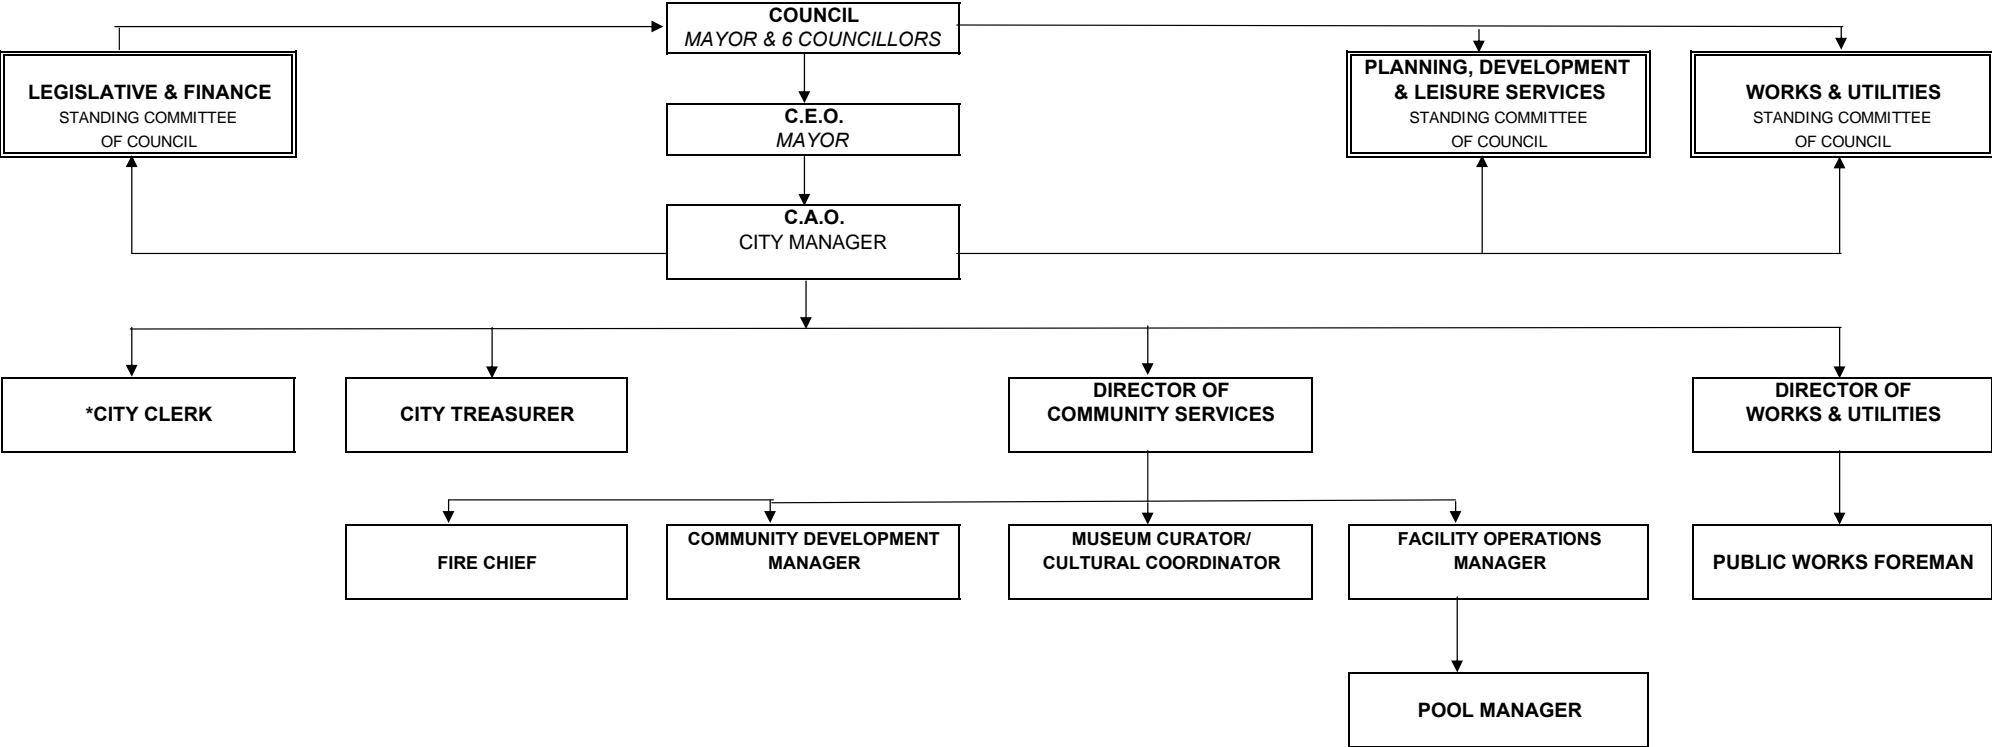 COUNCIL
MAYOR & 6 COUNCILLORS
LEGISLATIVE & FINANCE
STANDING COMMITTEE
OF COUNCIL
C.E.O.
MAYOR
PLANNING, DEVELOPMENT
& LEISURE SERVICES
STANDING COMMITTEE
OF COUNCIL
WORKS & UTILITIES
STANDING COMMITTEE
OF COUNCIL
C.A.O.
CITY MANAGER
*CITY CLERK
CITY TREASURER
DIRECTOR OF
COMMUNITY SERVICES
DIRECTOR OF
WORKS & UTILITIES
FIRE CHIEF
COMMUNITY DEVELOPMENT
MANAGER
MUSEUM CURATOR/
CULTURAL COORDINATOR
FACILITY OPERATIONS
MANAGER
PUBLIC WORKS FOREMAN
POOL MANAGER